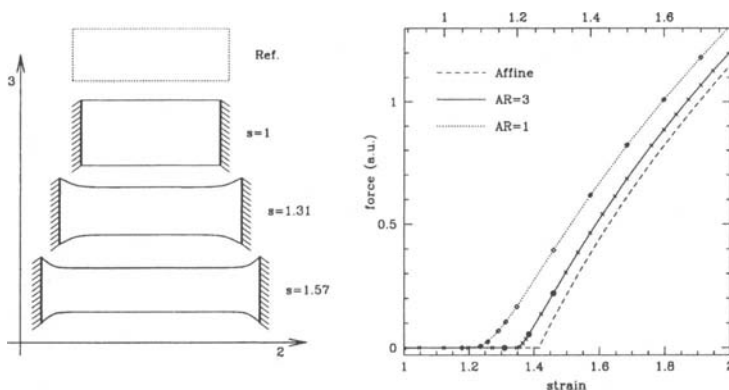 Ref.
3
s=1
s=1.31
s=1.57
2
1 1.2 1.4 1.6
Affine
AR=3
AR=1
force (a.u.)
1
0.5
0
1 1.2 1.4 1.6 1.8 2
strain